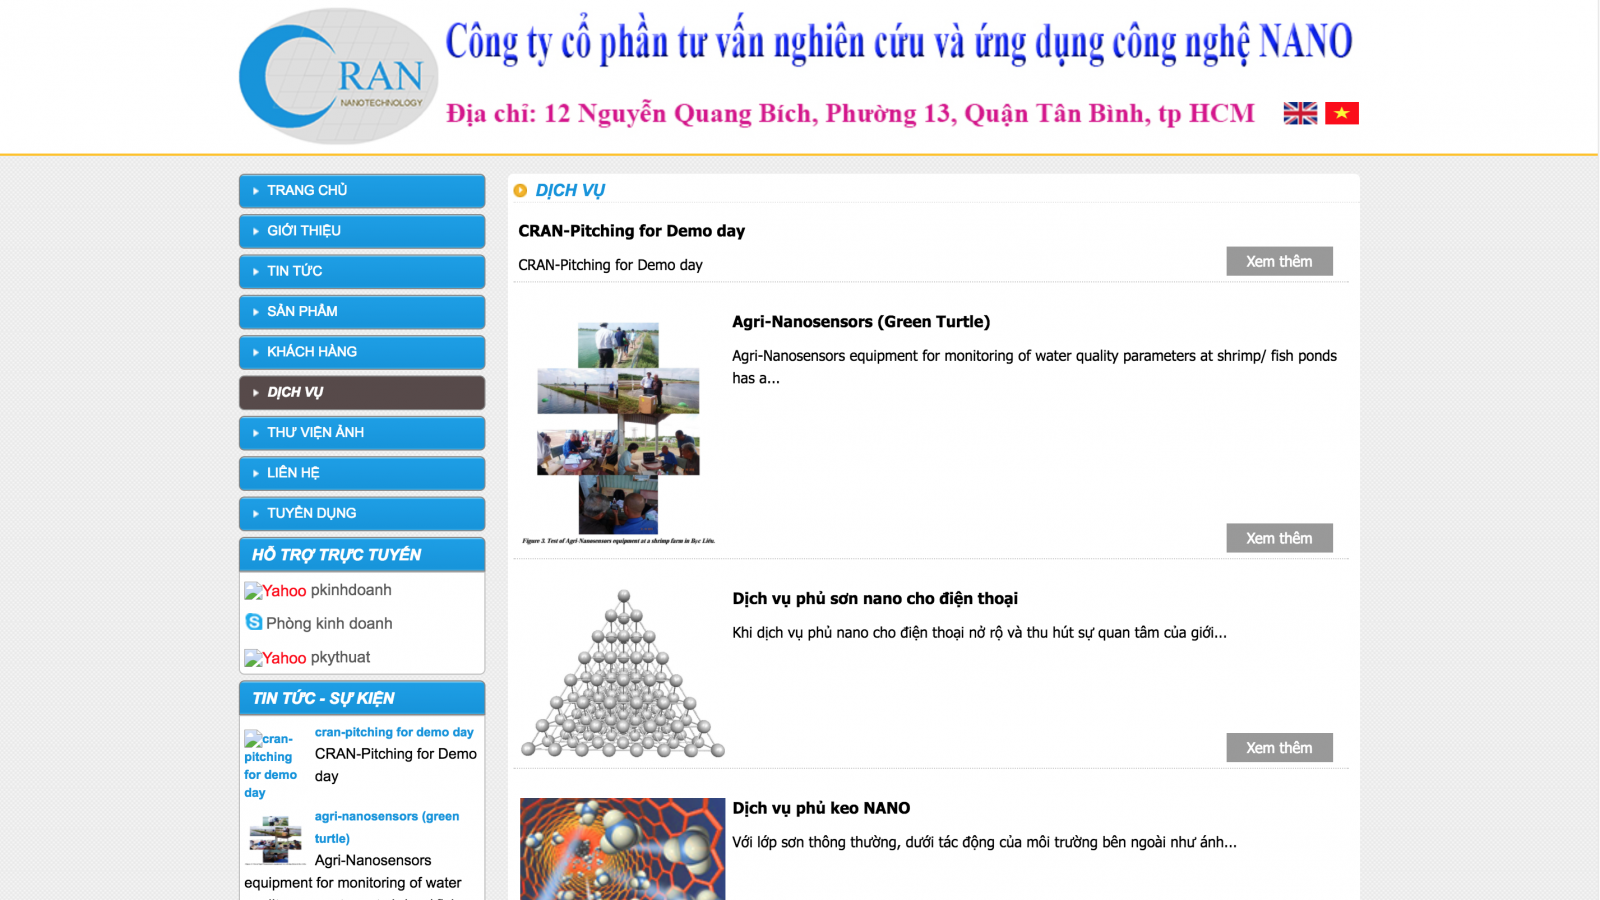 CRAN
NANOTECHNOLOGY
Công ty cổ phần tư vấn nghiên cứu và ứng dụng công nghệ NANO
Địa chỉ: 12 Nguyễn Quang Bích, Phường 13, Quận Tân Bình, tp HCM
TRANG CHỦ
GIỚI THIỆU
TIN TỨC
SẢN PHẨM
KHÁCH HÀNG
DỊCH VỤ
THƯ VIỆN ẢNH
LIÊN HỆ
TUYỂN DỤNG
HỖ TRỢ TRỰC TUYẾN
Yahoo pkinhdoanh
Phòng kinh doanh
Yahoo pkythuat
TIN TỨC - SỰ KIỆN
cran-
pitching
for demo
day
cran-pitching for demo day
CRAN-Pitching for Demo
day
agri-nanosensors (green
turtle)
Agri-Nanosensors
equipment for monitoring of water
DỊCH VỤ
CRAN-Pitching for Demo day
CRAN-Pitching for Demo day
Xem thêm
Figure 3. Test of Agri-Nanosensors equipment at a shrimp farm in Bạc Liêu.
Agri-Nanosensors (Green Turtle)
Agri-Nanosensors equipment for monitoring of water quality parameters at shrimp/ fish ponds
has a...
Xem thêm
Dịch vụ phủ sơn nano cho điện thoại
Khi dịch vụ phủ nano cho điện thoại nở rộ và thu hút sự quan tâm của giới...
Xem thêm
Dịch vụ phủ keo NANO
Với lớp sơn thông thường, dưới tác động của môi trường bên ngoài như ánh...